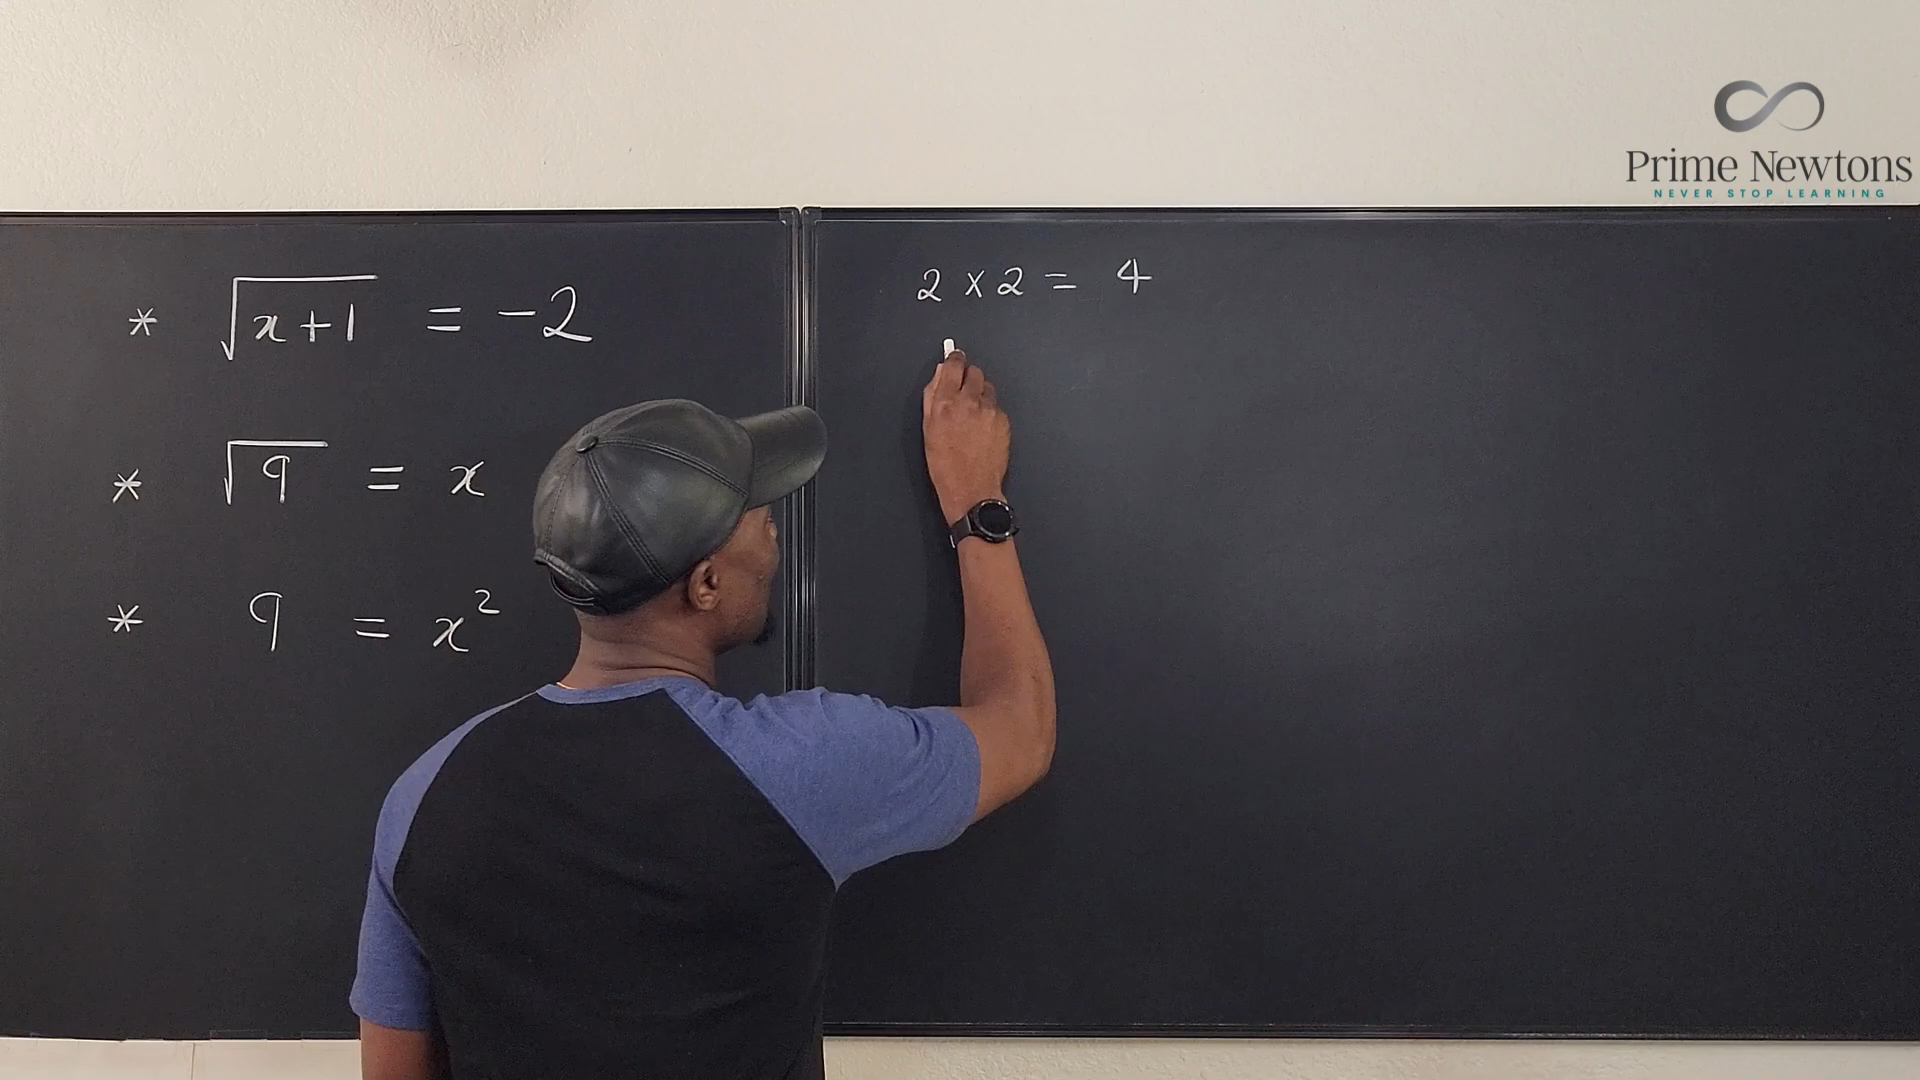 * √(x+1) = -2
* √9 = x
* 9 = x²
2 × 2 = 4
Prime Newtons
NEVER STOP LEARNING